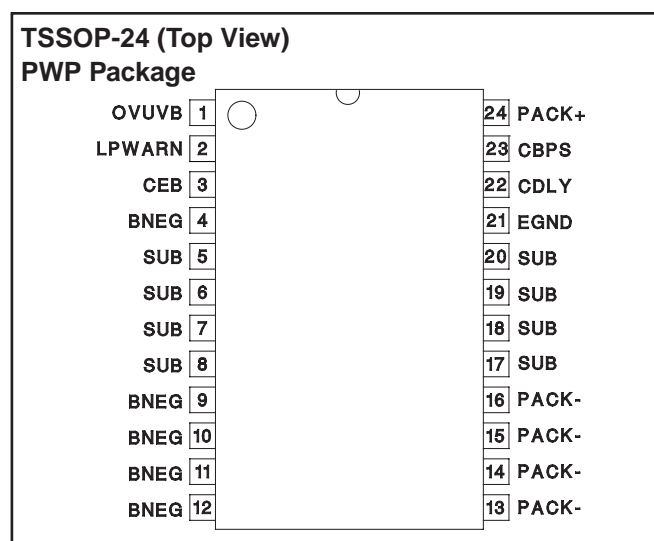 TSSOP-24 (Top View)
PWP Package
OVUVB 1 24 PACK+
LPWARN 2 23 CBPS
CEB 3 22 CDLY
BNEG 4 21 EGND
SUB 5 20 SUB
SUB 6 19 SUB
SUB 7 18 SUB
SUB 8 17 SUB
BNEG 9 16 PACK-
BNEG 10 15 PACK-
BNEG 11 14 PACK-
BNEG 12 13 PACK-